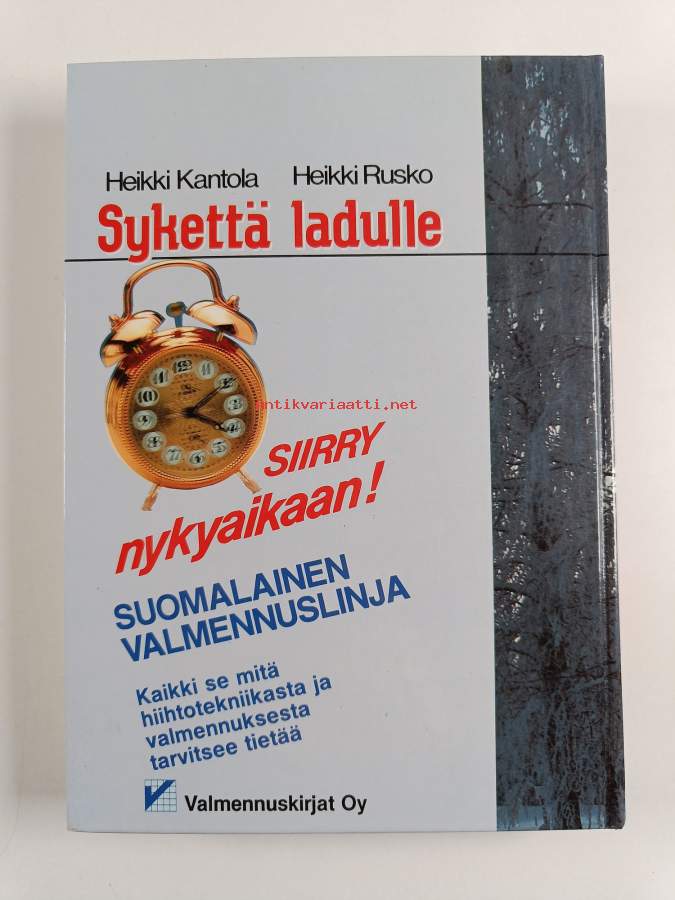 Heikki Kantola Heikki Rusko
Sykettä ladulle
antikvariaatti.net
SIIRRY
nykyaikaan!
SUOMALAINEN
VALMENNUSLINJA
Kaikki se mitä
hiihtotekniikasta ja
valmennuksesta
tarvitsee tietää
Valmennuskirjat Oy